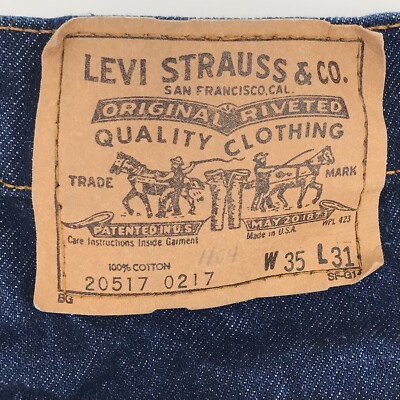 LEVI STRAUSS & CO.
SAN FRANCISCO, CAL.
ORIGINAL RIVETED
QUALITY CLOTHING
TRADE MARK
PATENTED IN U.S. MAY 20 1873
Care Instructions Inside Garment Made in U.S.A. WPL 423
100% COTTON
W 35 L 31
20517 0217
SG